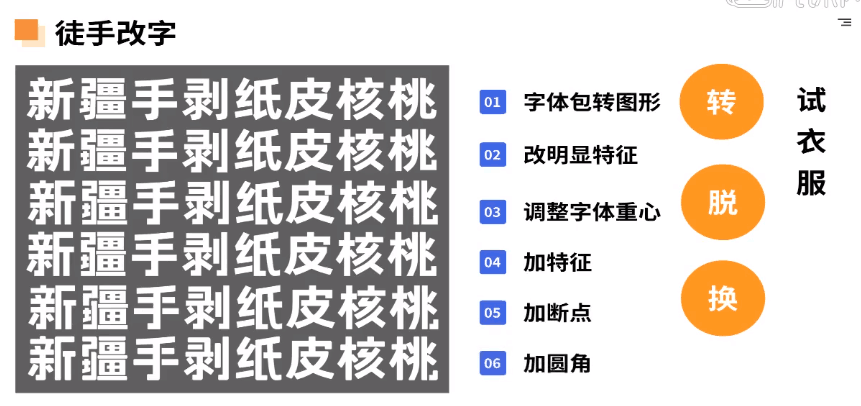 徒手改字
新疆手剥纸皮核桃
新疆手剥纸皮核桃
新疆手剥纸皮核桃
新疆手剥纸皮核桃
新疆手剥纸皮核桃
新疆手剥纸皮核桃
01 字体包转图形
02 改明显特征
03 调整字体重心
04 加特征
05 加断点
06 加圆角
转
脱
换
试衣服